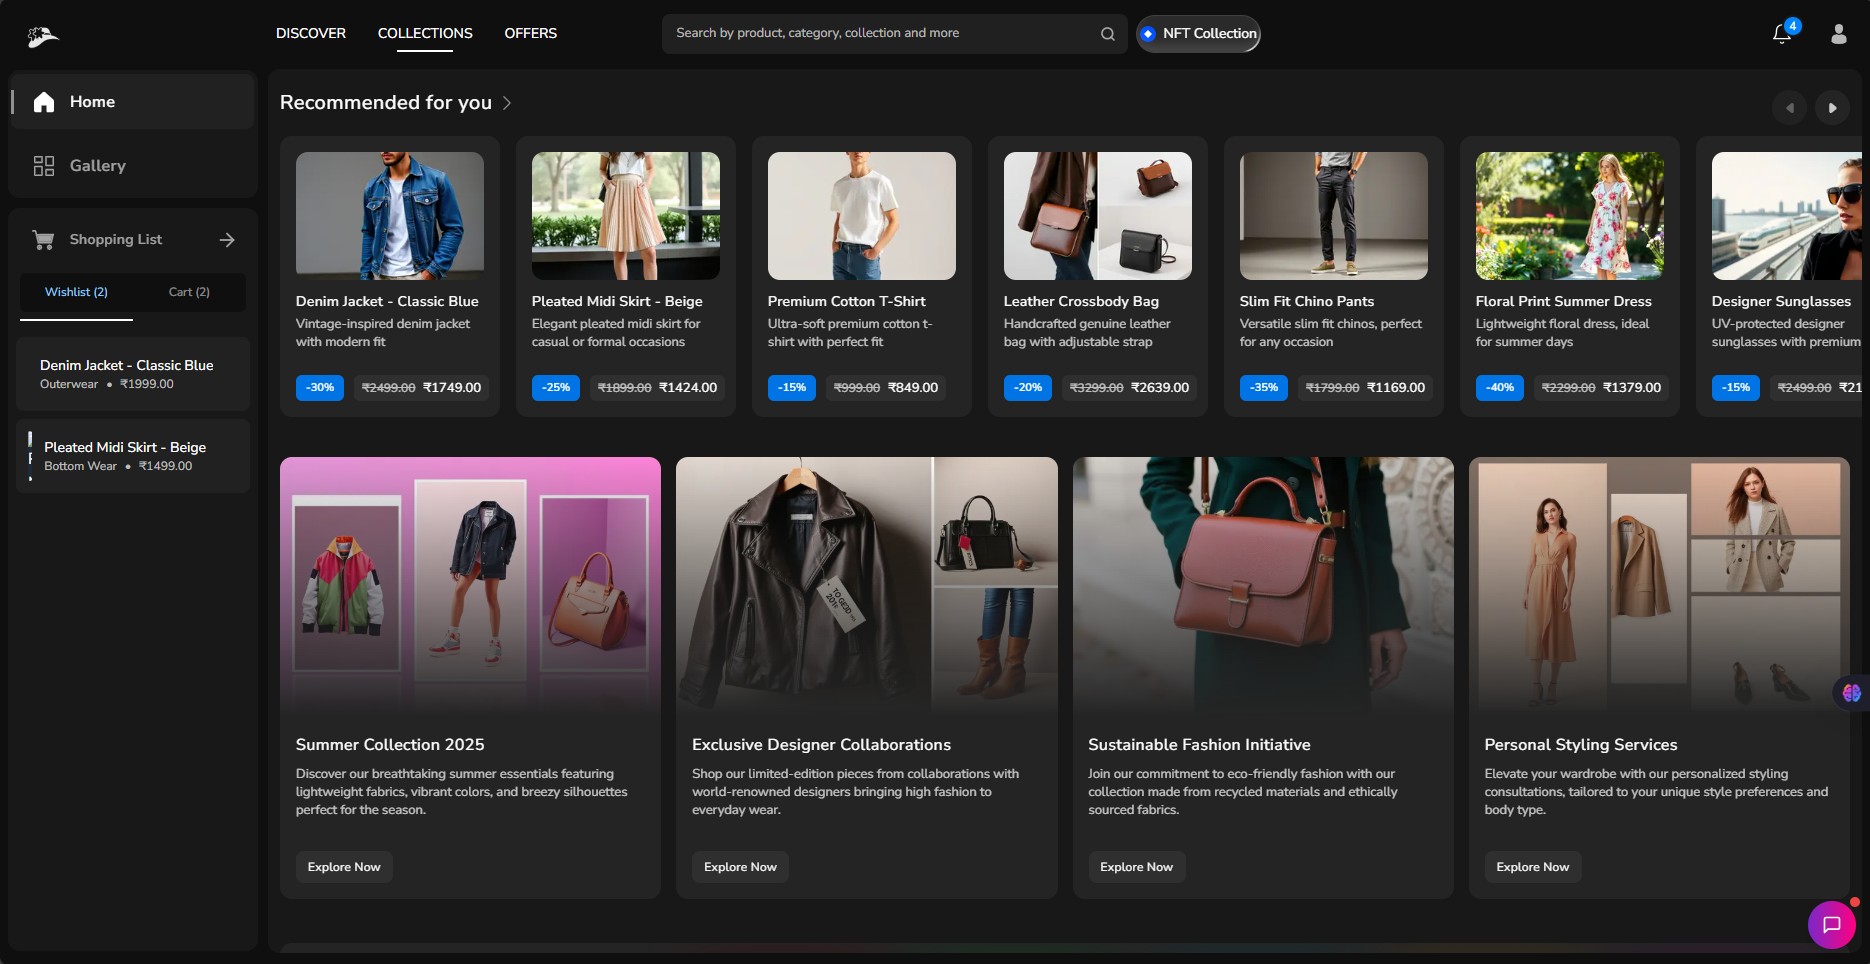 DISCOVER
COLLECTIONS
OFFERS
Search by product, category, collection and more
NFT Collection
4
Home
Gallery
Shopping List
Wishlist (2)
Cart (2)
Denim Jacket - Classic Blue
Outerwear • ₹1999.00
Pleated Midi Skirt - Beige
Bottom Wear • ₹1499.00
Recommended for you
Denim Jacket - Classic Blue
Vintage-inspired denim jacket
with modern fit
-30% ₹2499.00 ₹1749.00
Pleated Midi Skirt - Beige
Elegant pleated midi skirt for
casual or formal occasions
-25% ₹1899.00 ₹1424.00
Premium Cotton T-Shirt
Ultra-soft premium cotton t-
shirt with perfect fit
-15% ₹999.00 ₹849.00
Leather Crossbody Bag
Handcrafted genuine leather
bag with adjustable strap
-20% ₹3299.00 ₹2639.00
Slim Fit Chino Pants
Versatile slim fit chinos, perfect
for any occasion
-35% ₹1799.00 ₹1169.00
Floral Print Summer Dress
Lightweight floral dress, ideal
for summer days
-40% ₹2299.00 ₹1379.00
Designer Sunglasses
UV-protected designer
sunglasses with premium
-15% ₹2499.00 ₹21
Summer Collection 2025
Discover our breathtaking summer essentials featuring
lightweight fabrics, vibrant colors, and breezy silhouettes
perfect for the season.
Explore Now
Exclusive Designer Collaborations
Shop our limited-edition pieces from collaborations with
world-renowned designers bringing high fashion to
everyday wear.
Explore Now
Sustainable Fashion Initiative
Join our commitment to eco-friendly fashion with our
collection made from recycled materials and ethically
sourced fabrics.
Explore Now
Personal Styling Services
Elevate your wardrobe with our personalized styling
consultations, tailored to your unique style preferences and
body type.
Explore Now